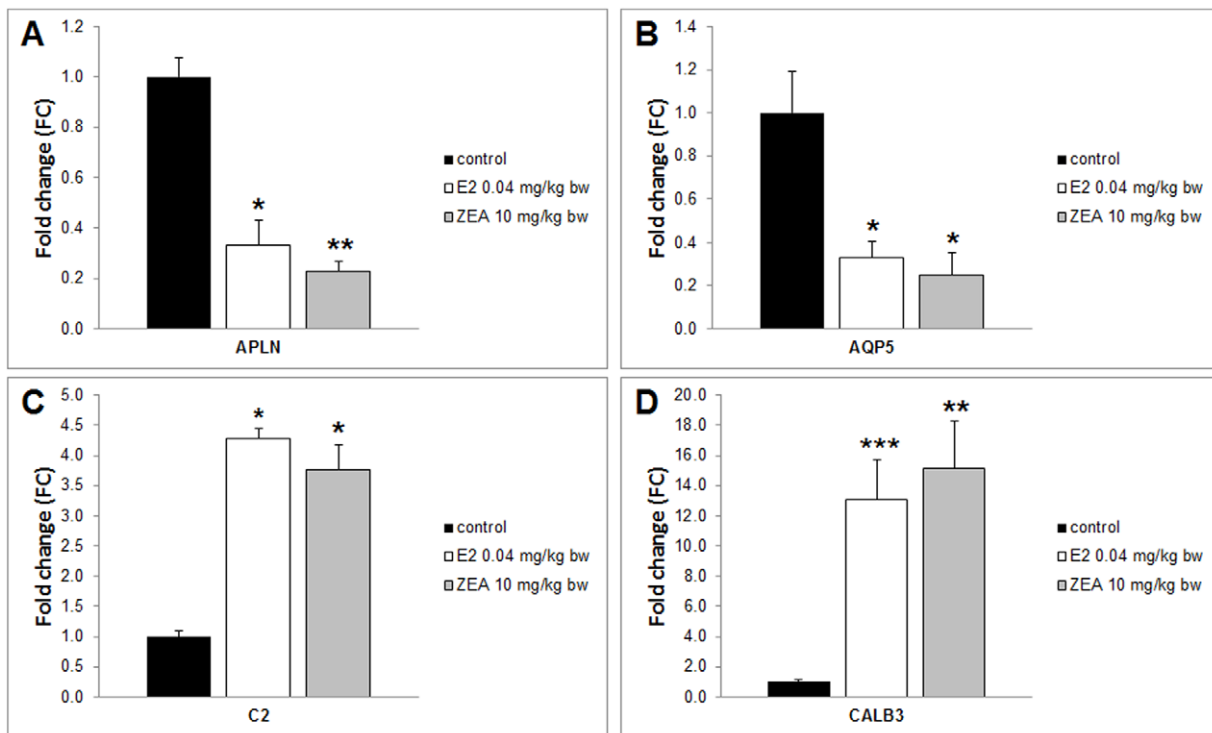 A
Fold change (FC)
1.2
1.0
0.8
0.6
0.4
0.2
0.0
*
**
APLN
control
E2 0.04 mg/kg bw
ZEA 10 mg/kg bw
B
Fold change (FC)
1.4
1.2
1.0
0.8
0.6
0.4
0.2
0.0
*
*
AQP5
control
E2 0.04 mg/kg bw
ZEA 10 mg/kg bw
C
Fold change (FC)
5.0
4.5
4.0
3.5
3.0
2.5
2.0
1.5
1.0
0.5
0.0
*
*
C2
control
E2 0.04 mg/kg bw
ZEA 10 mg/kg bw
D
Fold change (FC)
20.0
18.0
16.0
14.0
12.0
10.0
8.0
6.0
4.0
2.0
0.0
***
**
CALB3
control
E2 0.04 mg/kg bw
ZEA 10 mg/kg bw